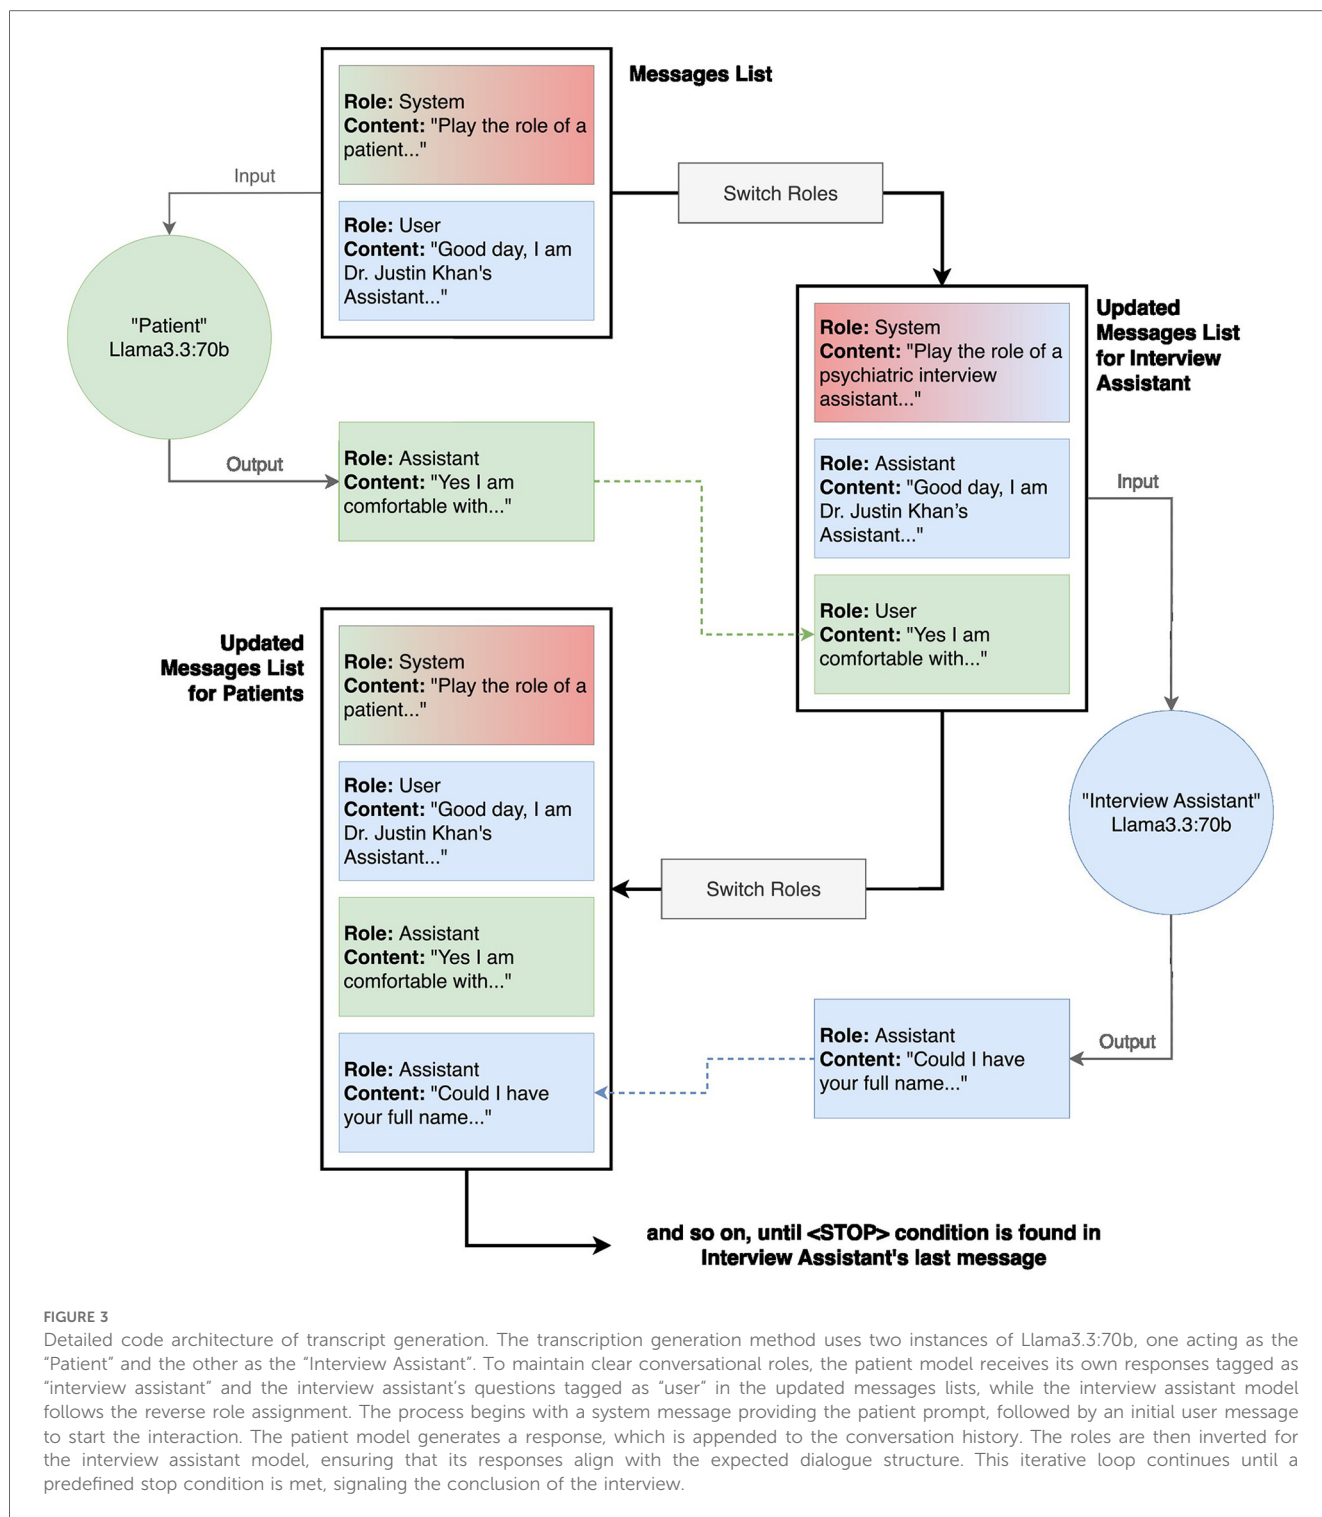 Messages List
Role: System
Content: "Play the role of a
patient..."
Role: User
Content: "Good day, I am
Dr. Justin Khan's
Assistant..."
Input
Switch Roles
"Patient"
Llama3.3:70b
Output
Role: Assistant
Content: "Yes I am
comfortable with..."
Updated
Messages List
for Interview
Assistant
Role: System
Content: "Play the role of a
psychiatric interview
assistant..."
Role: Assistant
Content: "Good day, I am
Dr. Justin Khan’s
Assistant..."
Role: User
Content: "Yes I am
comfortable with..."
Input
"Interview Assistant"
Llama3.3:70b
Output
Role: Assistant
Content: "Could I have
your full name..."
Switch Roles
Updated
Messages List
for Patients
Role: System
Content: "Play the role of a
patient..."
Role: User
Content: "Good day, I am
Dr. Justin Khan's
Assistant..."
Role: Assistant
Content: "Yes I am
comfortable with..."
Role: Assistant
Content: "Could I have
your full name..."
and so on, until <STOP> condition is found in
Interview Assistant's last message
FIGURE 3
Detailed code architecture of transcript generation. The transcription generation method uses two instances of Llama3.3:70b, one acting as the
“Patient” and the other as the “Interview Assistant”. To maintain clear conversational roles, the patient model receives its own responses tagged as
“interview assistant” and the interview assistant’s questions tagged as “user” in the updated messages lists, while the interview assistant model
follows the reverse role assignment. The process begins with a system message providing the patient prompt, followed by an initial user message
to start the interaction. The patient model generates a response, which is appended to the conversation history. The roles are then inverted for
the interview assistant model, ensuring that its responses align with the expected dialogue structure. This iterative loop continues until a
predefined stop condition is met, signaling the conclusion of the interview.